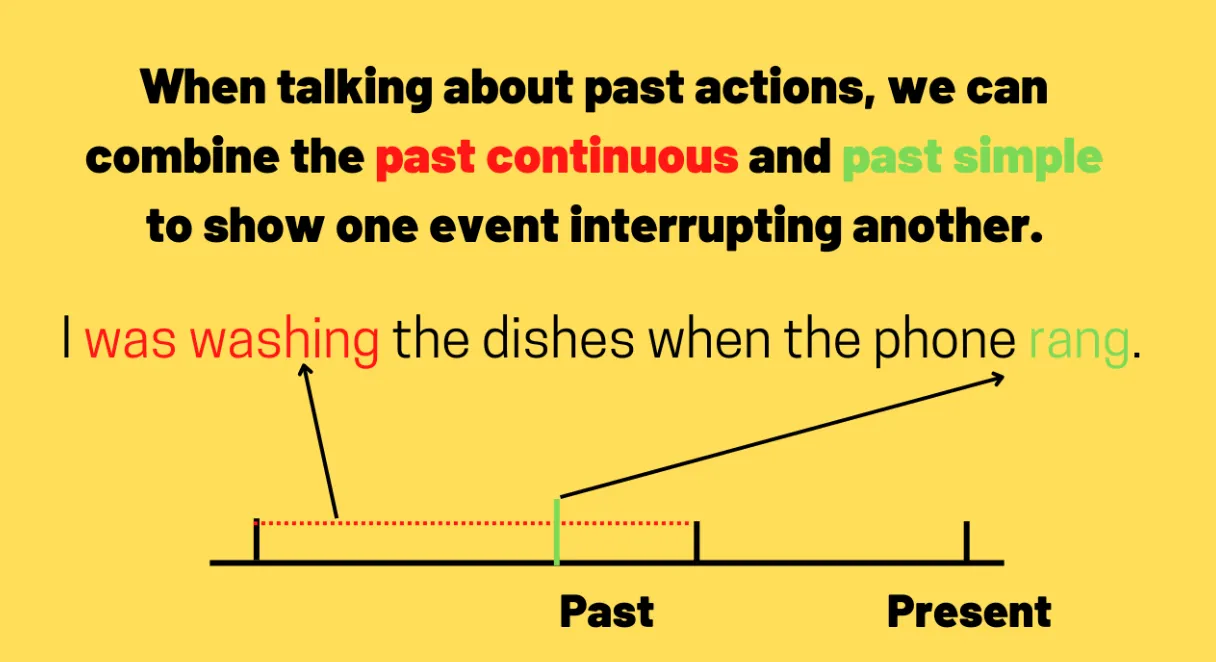 When talking about past actions, we can
combine the past continuous and past simple
to show one event interrupting another.
I was washing the dishes when the phone rang.
Past
Present